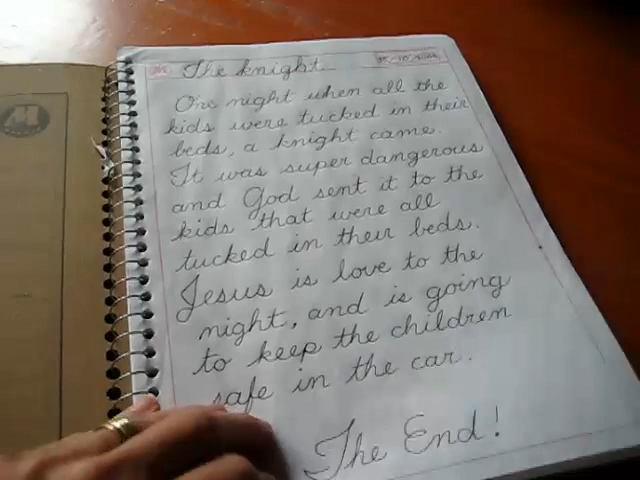 The knight
One night when all the
kids were tucked in their
beds, a knight came.
It was super dangerous
and God sent it to the
kids that were all
tucked in their beds.
Jesus is love to the
night, and is going
to keep the children
safe in the car.
The End!